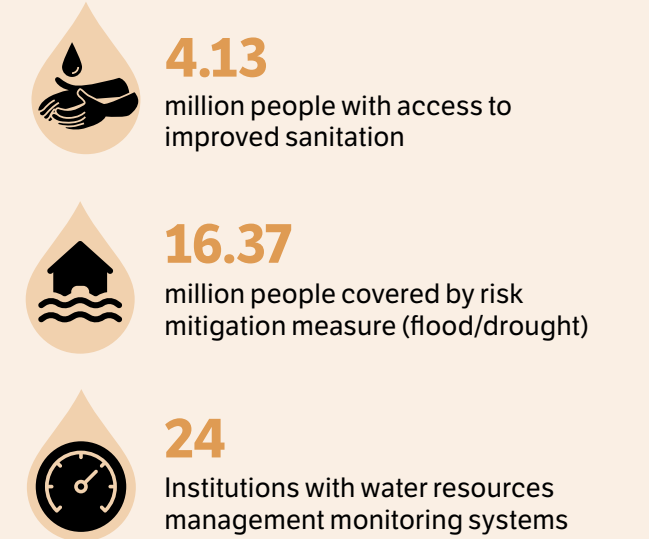 4.13
million people with access to
improved sanitation
16.37
million people covered by risk
mitigation measure (flood/drought)
24
Institutions with water resources
management monitoring systems